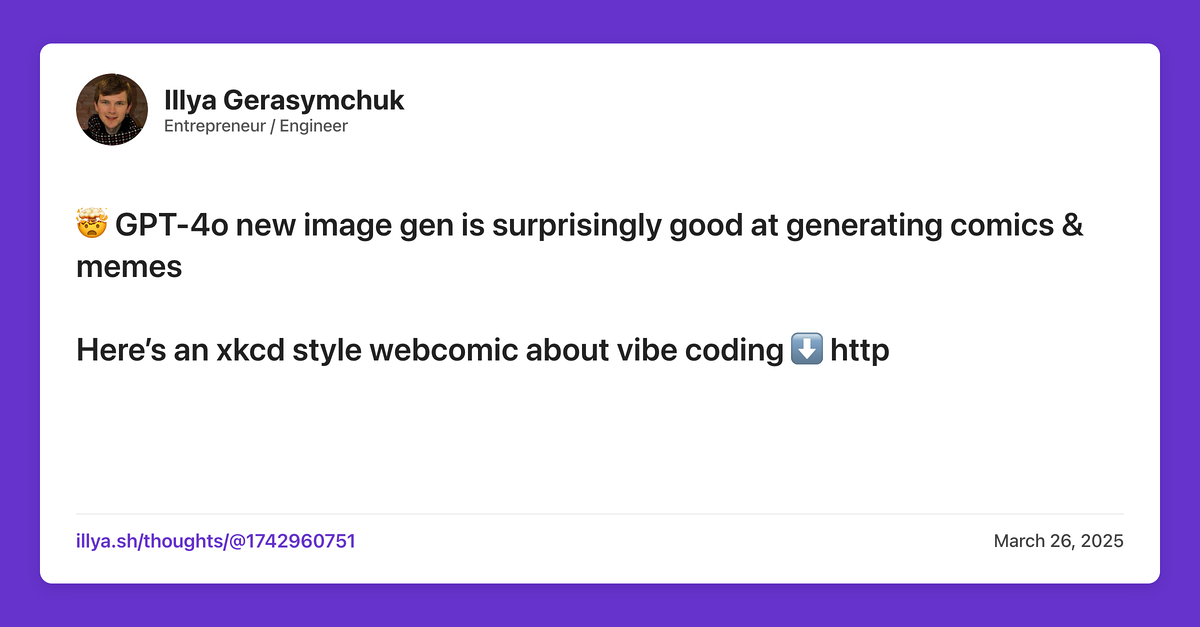 Illya Gerasymchuk
Entrepreneur / Engineer
🤯 GPT-4o new image gen is surprisingly good at generating comics &
memes
Here’s an xkcd style webcomic about vibe coding ⬇️ http
illya.sh/thoughts/@1742960751
March 26, 2025